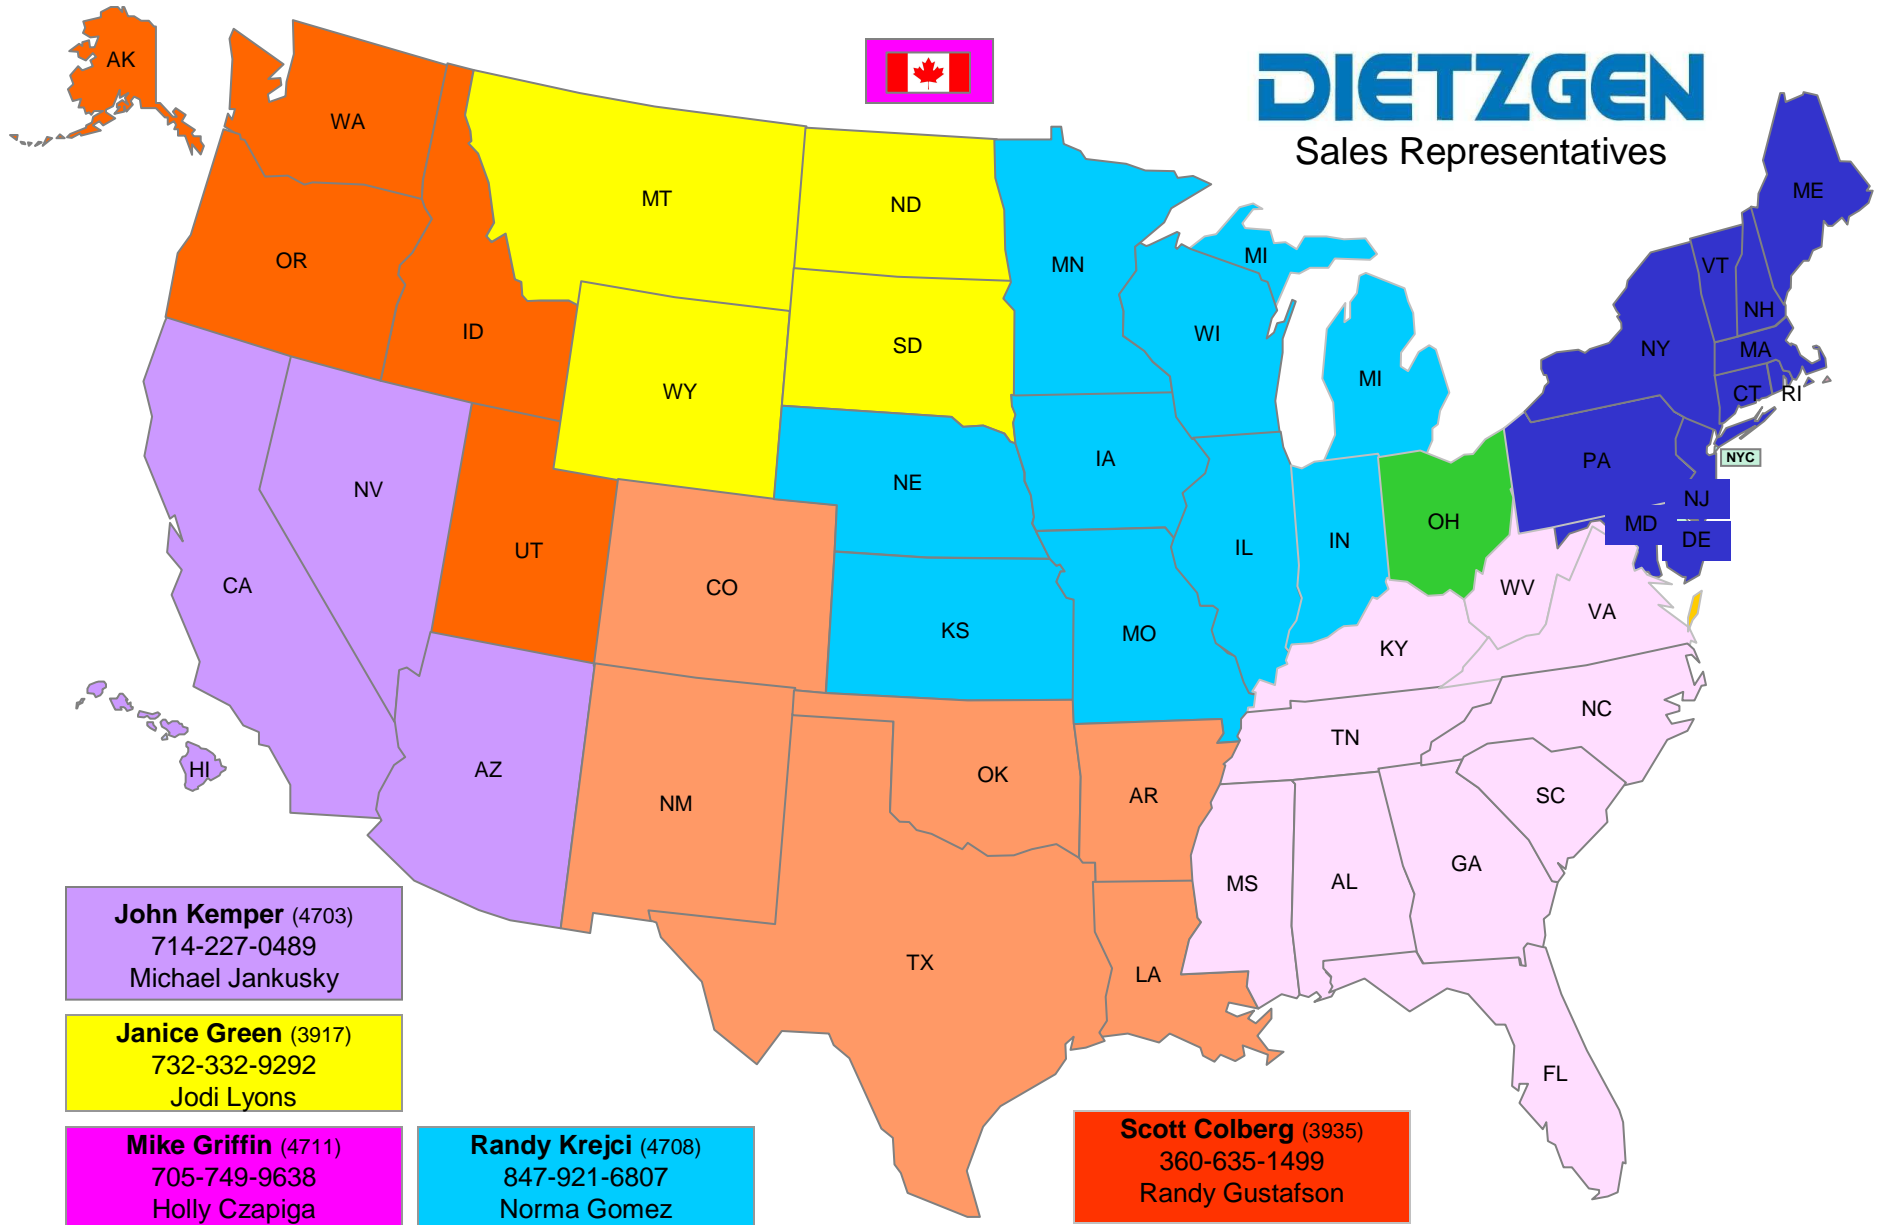 DIETZGEN
Sales Representatives
AK
WA
OR
ID
MT
ND
SD
WY
MN
WI
MI
MI
ME
VT
NH
NY
MA
CT
RI
NYC
PA
NJ
MD
DE
NV
CA
UT
CO
NE
IA
KS
MO
IL
IN
OH
WV
VA
KY
NC
TN
SC
HI
AZ
NM
OK
AR
TX
LA
MS
AL
GA
FL
John Kemper (4703)
714-227-0489
Michael Jankusky
Janice Green (3917)
732-332-9292
Jodi Lyons
Mike Griffin (4711)
705-749-9638
Holly Czapiga
Randy Krejci (4708)
847-921-6807
Norma Gomez
Scott Colberg (3935)
360-635-1499
Randy Gustafson